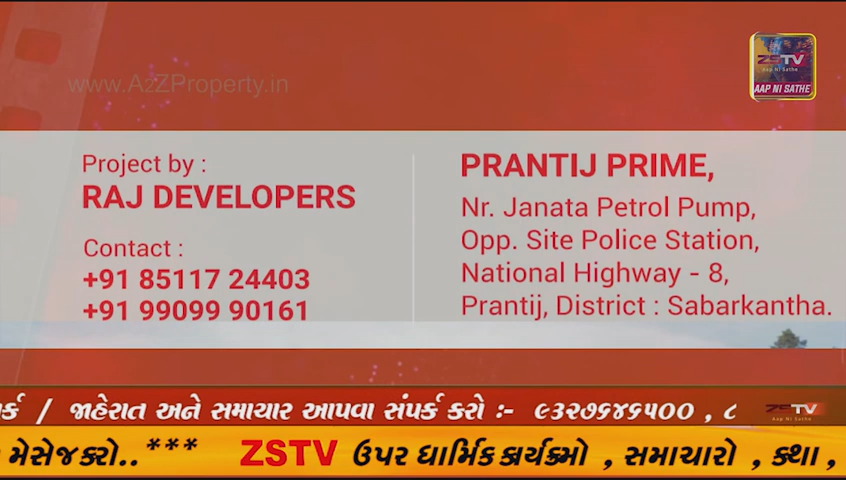 www.A2ZProperty.in
ZSTV
Aap Ni Sathe
AAP NI SATHE
Project by :
RAJ DEVELOPERS
Contact :
+91 85117 24403
+91 99099 90161
PRANTIJ PRIME,
Nr. Janata Petrol Pump,
Opp. Site Police Station,
National Highway - 8,
Prantij, District : Sabarkantha.
ર્ક / જાહેરાત અને સમાચાર આપવા સંપર્ક કરો :- ૯૩૨૭૬૪૬૫૦૦ , ૮
ZSTV
Aap Ni Sathe
મેસેજ કરો..*** ZSTV ઉપર ધાર્મિક કાર્યક્રમો , સમાચારો , કથા ,